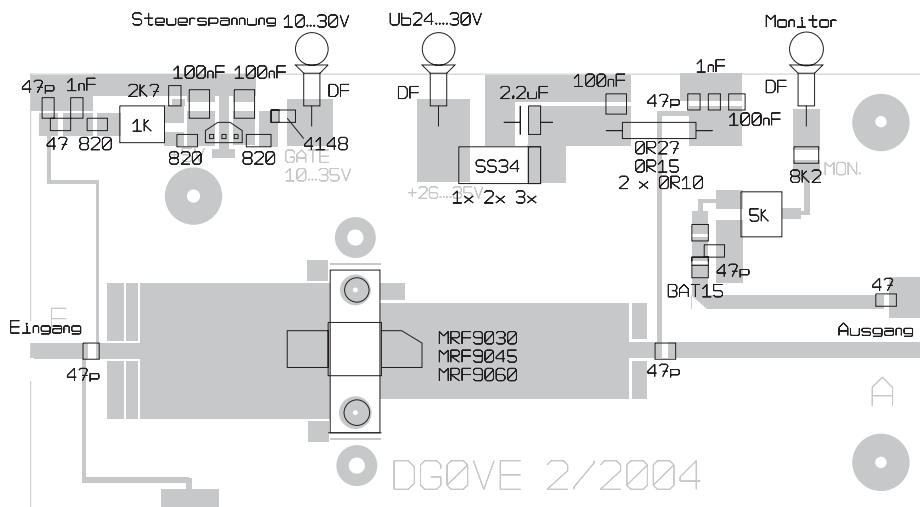 Steuerspannung 10...30V
Ub24....30V
Monitor
47p
1nF
2K7
100nF
100nF
DF
DF
2.2uF
100nF
1nF
47p
DF
100nF
1K
47
820
820
820
4148
GATE
10...35V
SS34
0R27
0R15
2 x 0R10
+26...35V
1x 2x 3x
8K2
MON.
5K
47p
BAT15
47
E
Eingang
Ausgang
MRF9030
MRF9045
MRF9060
47p
47p
A
DG0VE 2/2004